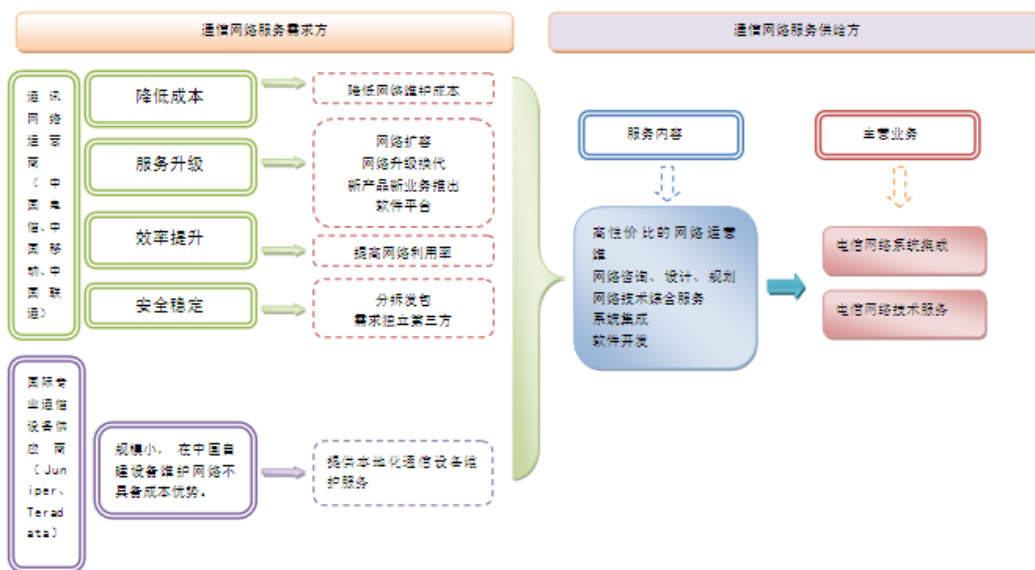 通信网络服务需求方
通信网络服务供给方
通讯
网络
运营
商
（中
国电
信、中
国移
动、中
国联
通）
降低成本
降低网络维护成本
服务升级
网络扩容
网络升级换代
新产品新业务推出
软件平台
效率提升
提高网络利用率
安全稳定
分拆发包
需求独立第三方
国际专
业通信
设备供
应商
（Jun
iper、
Terad
ata）
规模小，在中国自
建设备维护网络不
具备成本优势。
提供本地化通信设备维
护服务
服务内容
高性价比的网络运营
维
网络咨询、设计、规划
网络技术综合服务
系统集成
软件开发
主营业务
电信网络系统集成
电信网络技术服务